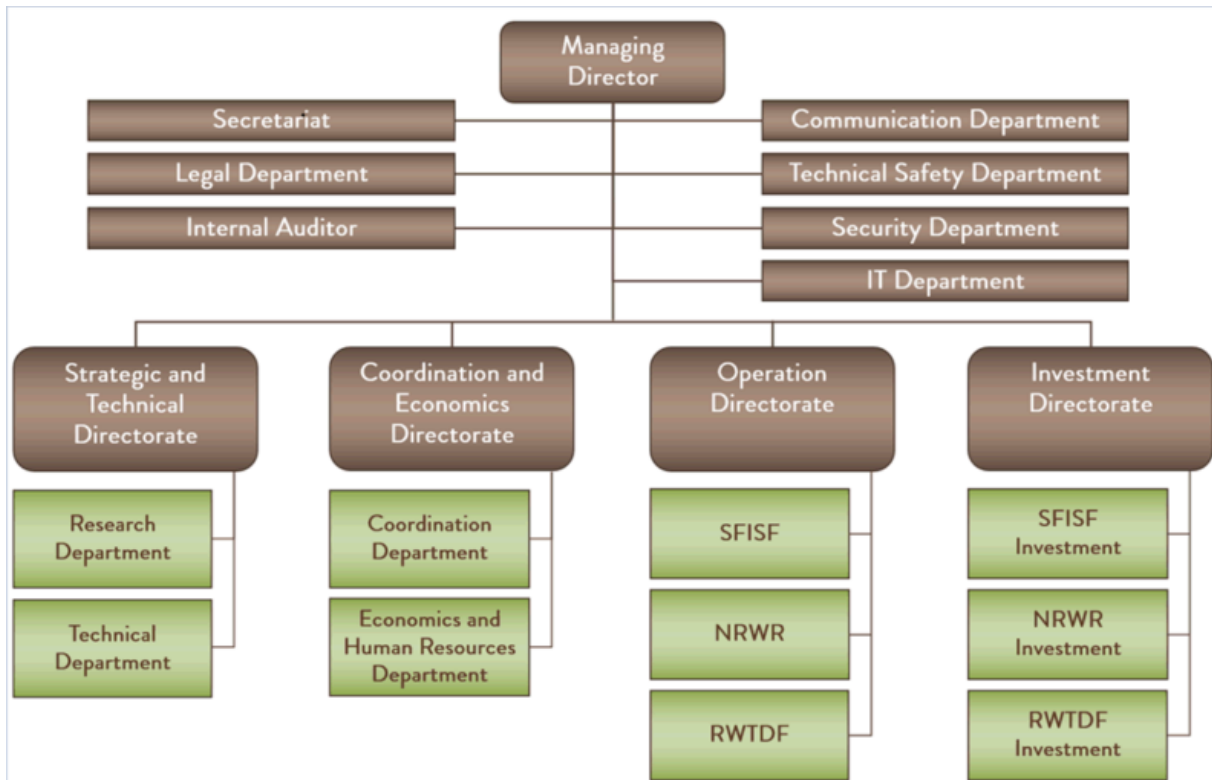 Managing
Director
Secretariat
Communication Department
Legal Department
Technical Safety Department
Internal Auditor
Security Department
IT Department
Strategic and
Technical
Directorate
Coordination and
Economics
Directorate
Operation
Directorate
Investment
Directorate
Research
Department
Coordination
Department
SFISF
SFISF
Investment
Technical
Department
Economics and
Human Resources
Department
NRWR
NRWR
Investment
RWTDF
RWTDF
Investment